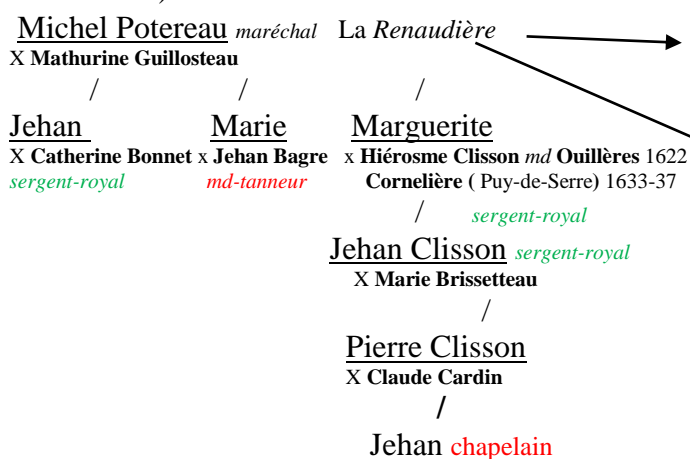 Michel Potereau maréchal La Renaudière
X Mathurine Guillosteau
/ / /
Jehan Marie Marguerite
X Catherine Bonnet x Jehan Bagre x Hiérosme Clisson md Ouillères 1622
sergent-royal md-tanneur Cornelière ( Puy-de-Serre) 1633-37
/ sergent-royal
Jehan Clisson sergent-royal
X Marie Brissetteau
/
Pierre Clisson
X Claude Cardin
/
Jehan chapelain